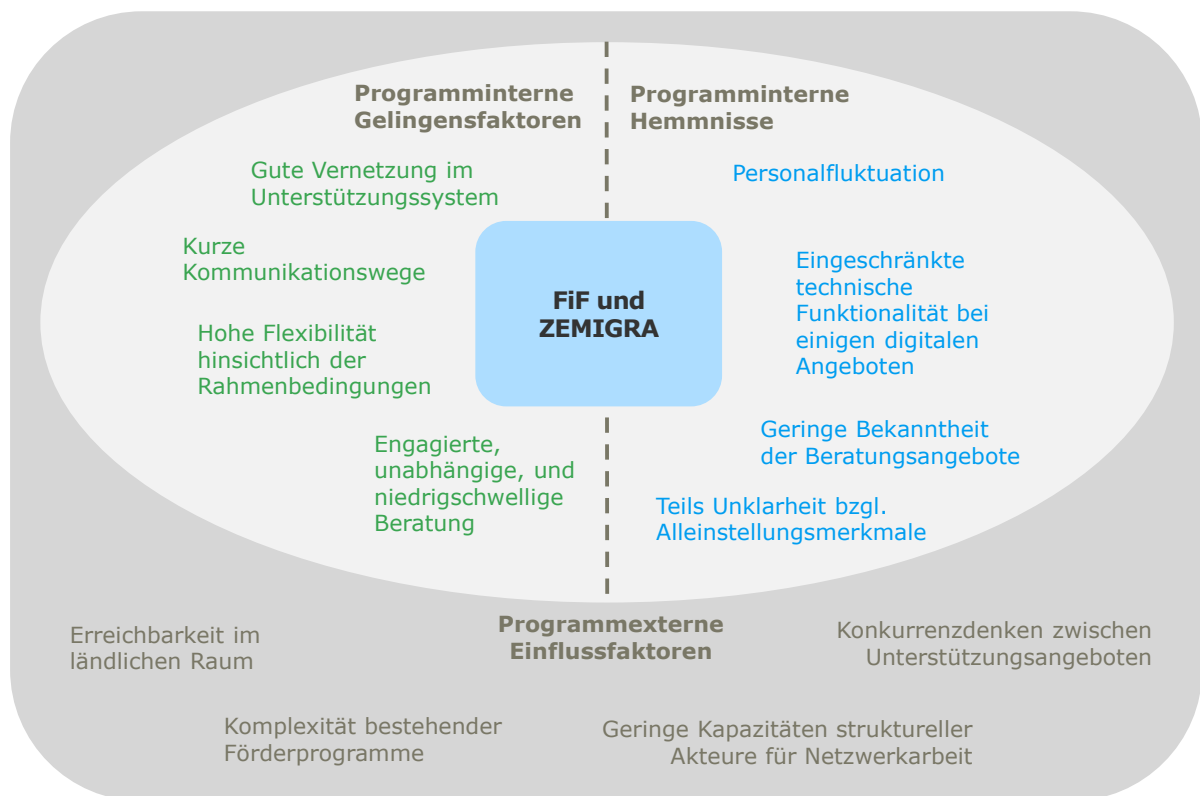 Programminterne
Gelingensfaktoren
Gute Vernetzung im
Unterstützungssystem
Kurze
Kommunikationswege
Hohe Flexibilität
hinsichtlich der
Rahmenbedingungen
Engagierte,
unabhängige, und
niedrigschwellige
Beratung
FiF und
ZEMIGRA
Programminterne
Hemmnisse
Personalfluktuation
Eingeschränkte
technische
Funktionalität bei
einigen digitalen
Angeboten
Geringe Bekanntheit
der Beratungsangebote
Teils Unklarheit bzgl.
Alleinstellungsmerkmale
Programmexterne
Einflussfaktoren
Erreichbarkeit im
ländlichen Raum
Konkurrenzdenken zwischen
Unterstützungsangeboten
Komplexität bestehender
Förderprogramme
Geringe Kapazitäten struktureller
Akteure für Netzwerkarbeit